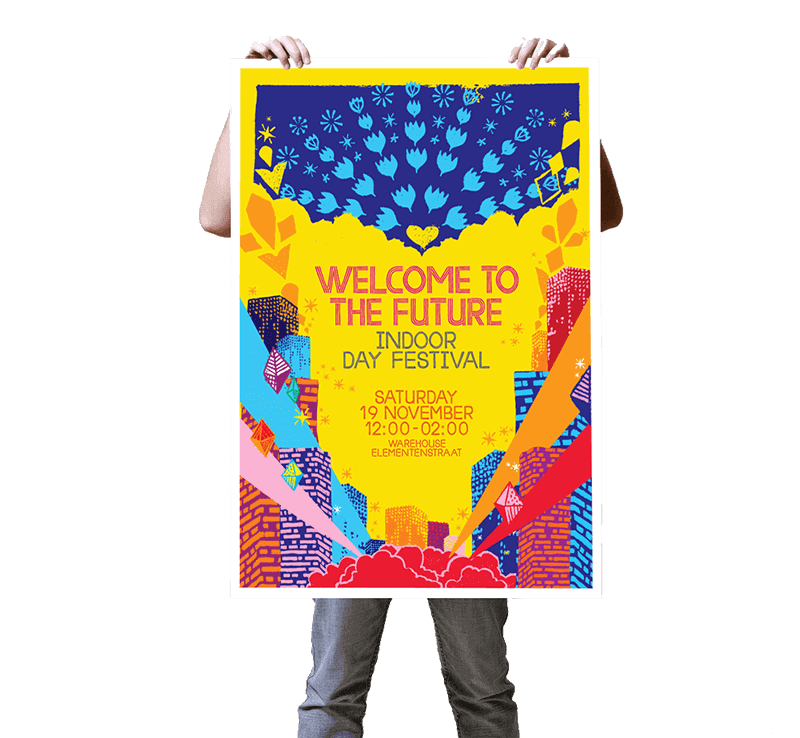 WELCOME TO
THE FUTURE
INDOOR
DAY FESTIVAL
SATURDAY
19 NOVEMBER
12:00-02:00
WAREHOUSE
ELEMENTENSTRAAT